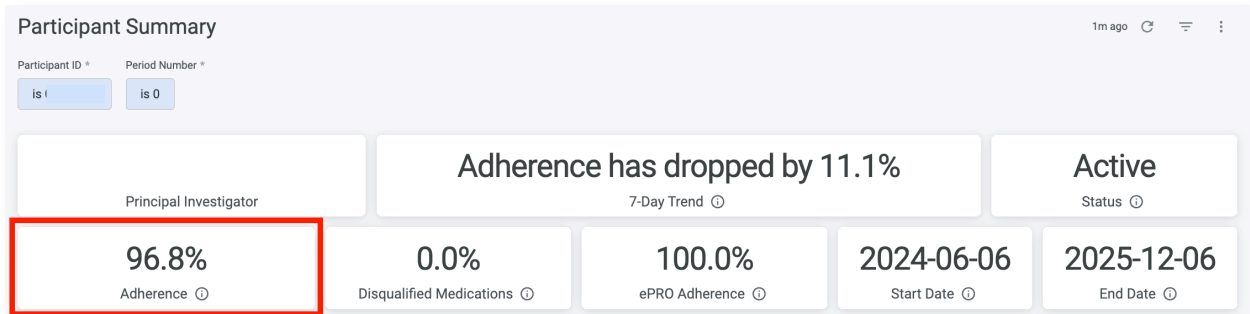 Participant Summary
1m ago
Participant ID *
Period Number *
is
is 0
Adherence has dropped by 11.1%
Active
Principal Investigator
7-Day Trend
Status
96.8%
0.0%
100.0%
2024-06-06
2025-12-06
Adherence
Disqualified Medications
ePRO Adherence
Start Date
End Date